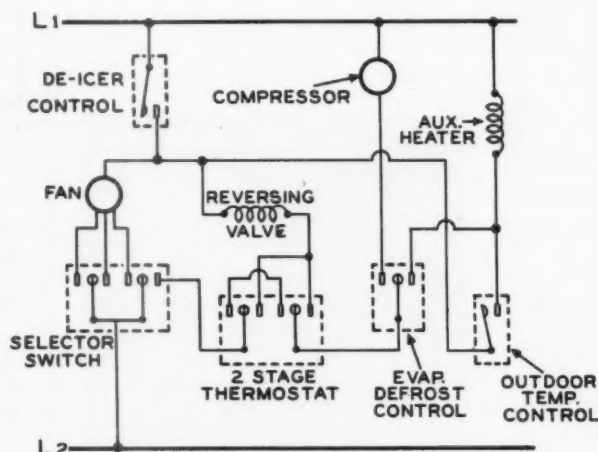 L1
DE-ICER
CONTROL
COMPRESSOR
AUX.
HEATER
FAN
REVERSING
VALVE
SELECTOR
SWITCH
2 STAGE
THERMOSTAT
EVAP.
DEFROST
CONTROL
OUTDOOR
TEMP.
CONTROL
L2